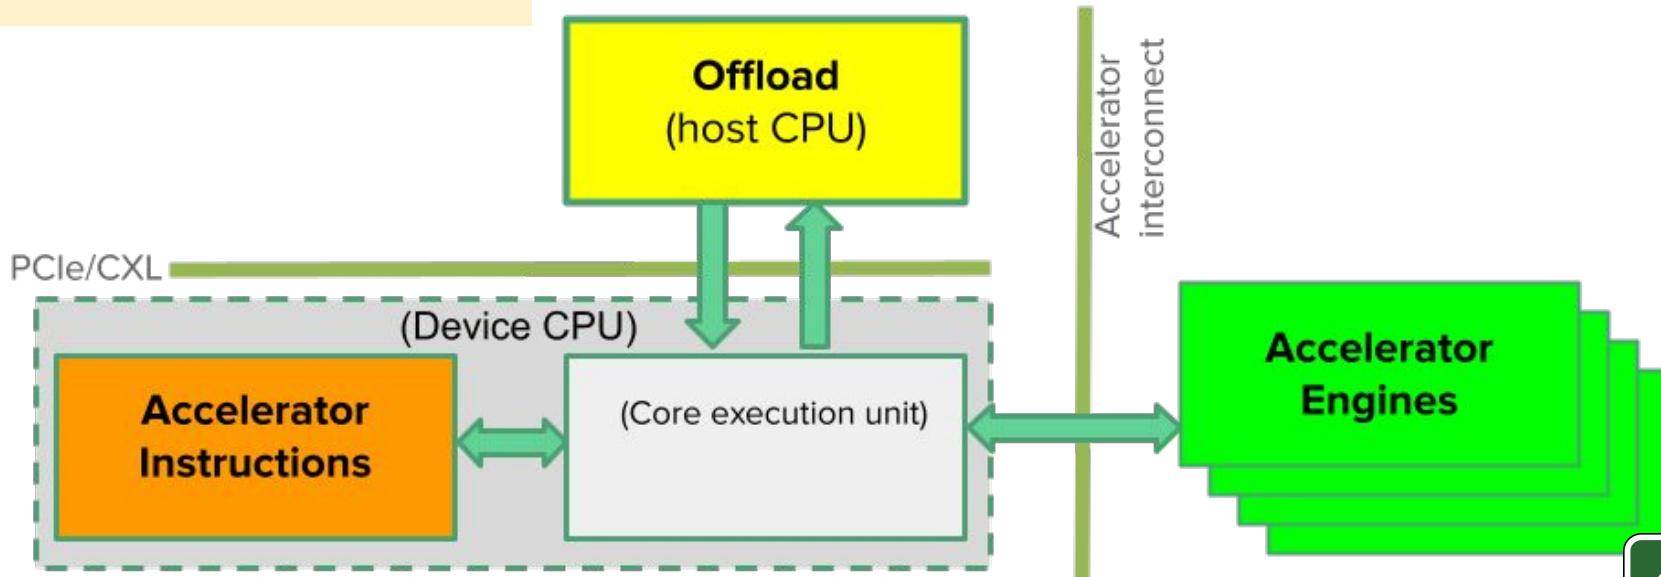 Offload
(host CPU)
Accelerator
interconnect
PCIe/CXL
(Device CPU)
Accelerator
Instructions
(Core execution unit)
Accelerator
Engines